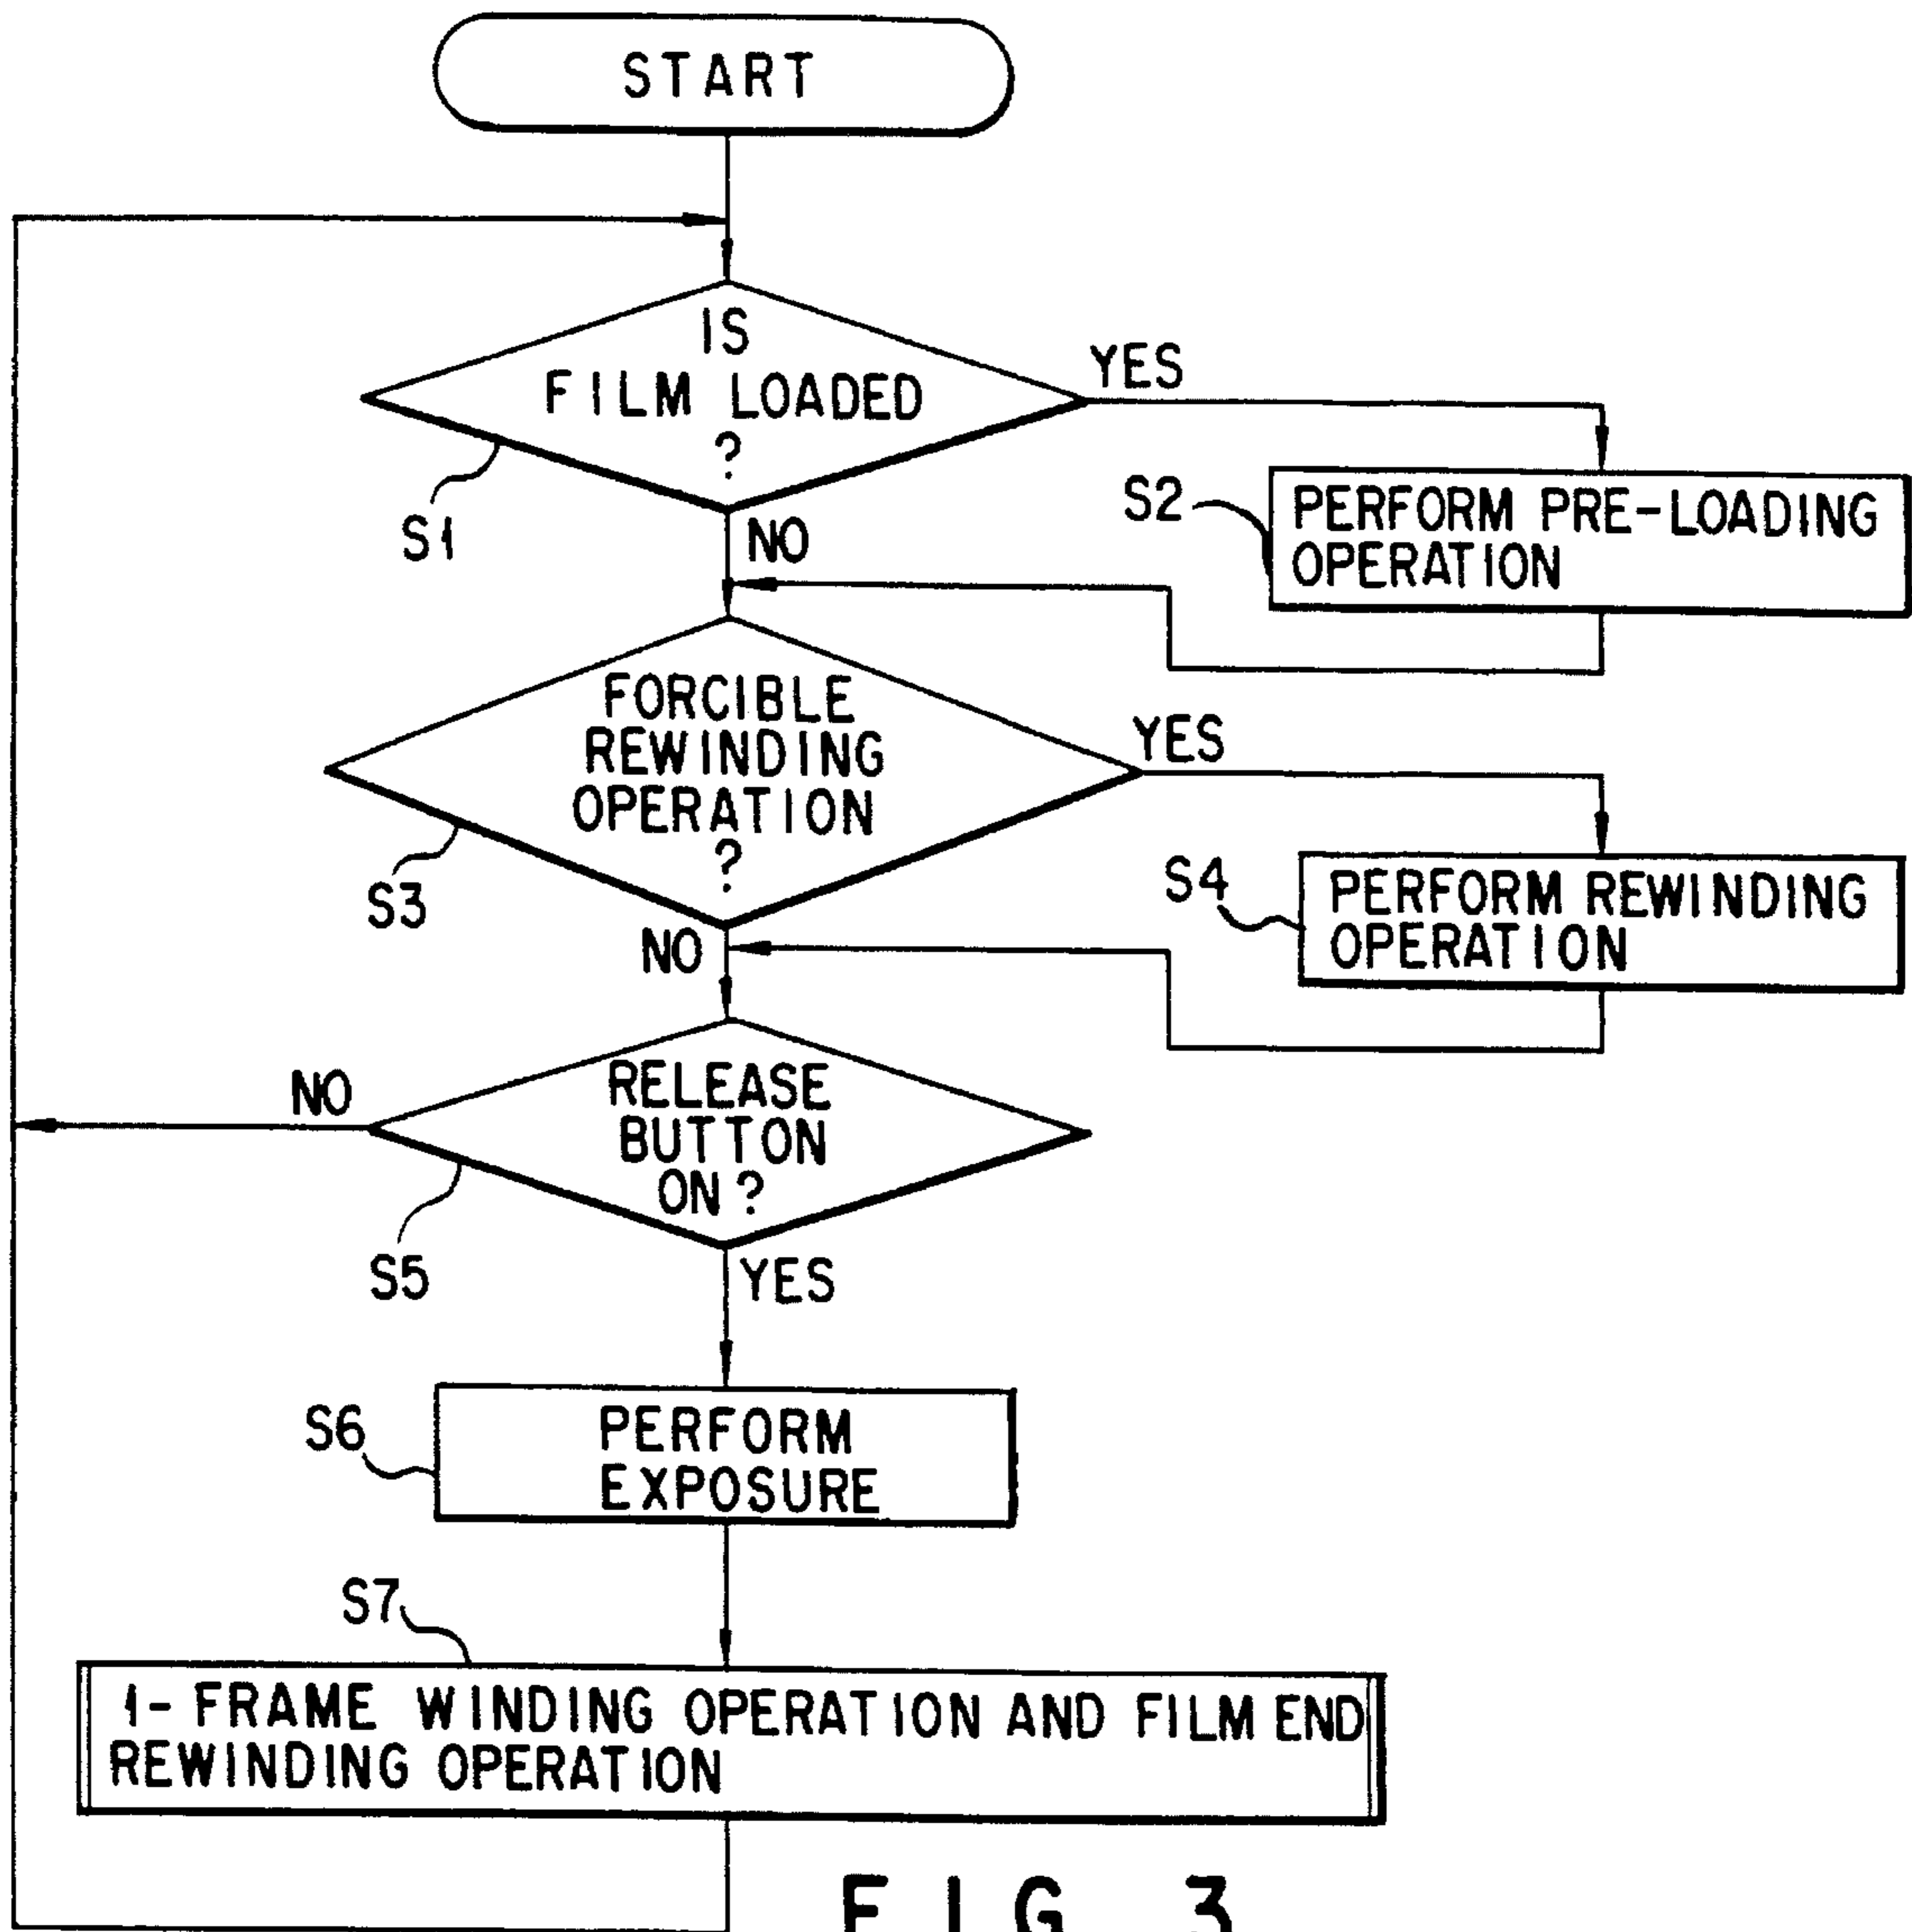 START
IS
FILM LOADED
?
YES
S1
NO
S2
PERFORM PRE-LOADING
OPERATION
FORCIBLE
REWINDING
OPERATION
?
YES
S3
NO
S4
PERFORM REWINDING
OPERATION
RELEASE
BUTTON
ON?
NO
S5
YES
S6
PERFORM
EXPOSURE
S7
1-FRAME WINDING OPERATION AND FILM END
REWINDING OPERATION
FIG. 3